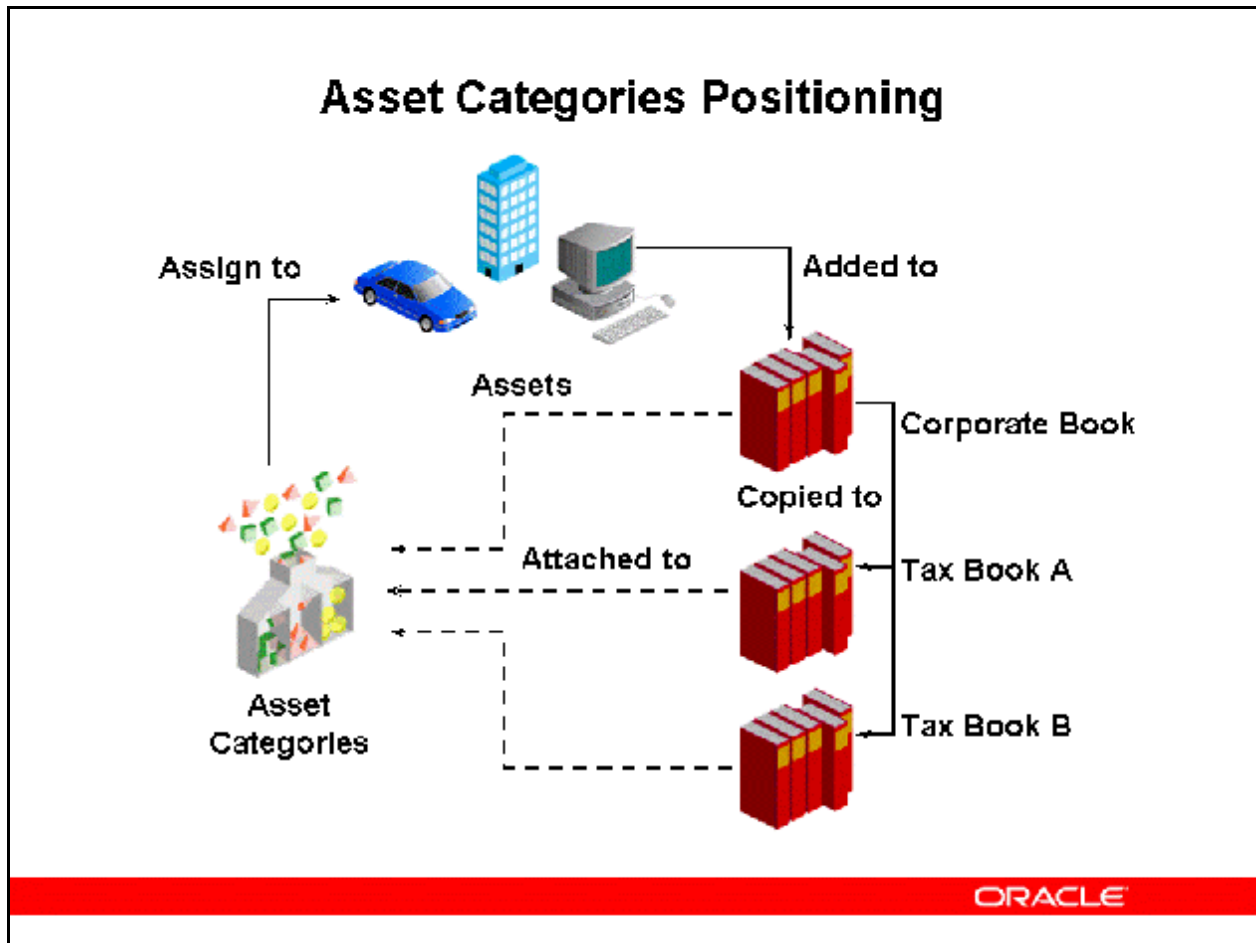 Asset Categories Positioning
Assign to
Added to
Assets
Corporate Book
Copied to
Attached to
Tax Book A
Asset
Categories
Tax Book B
ORACLE